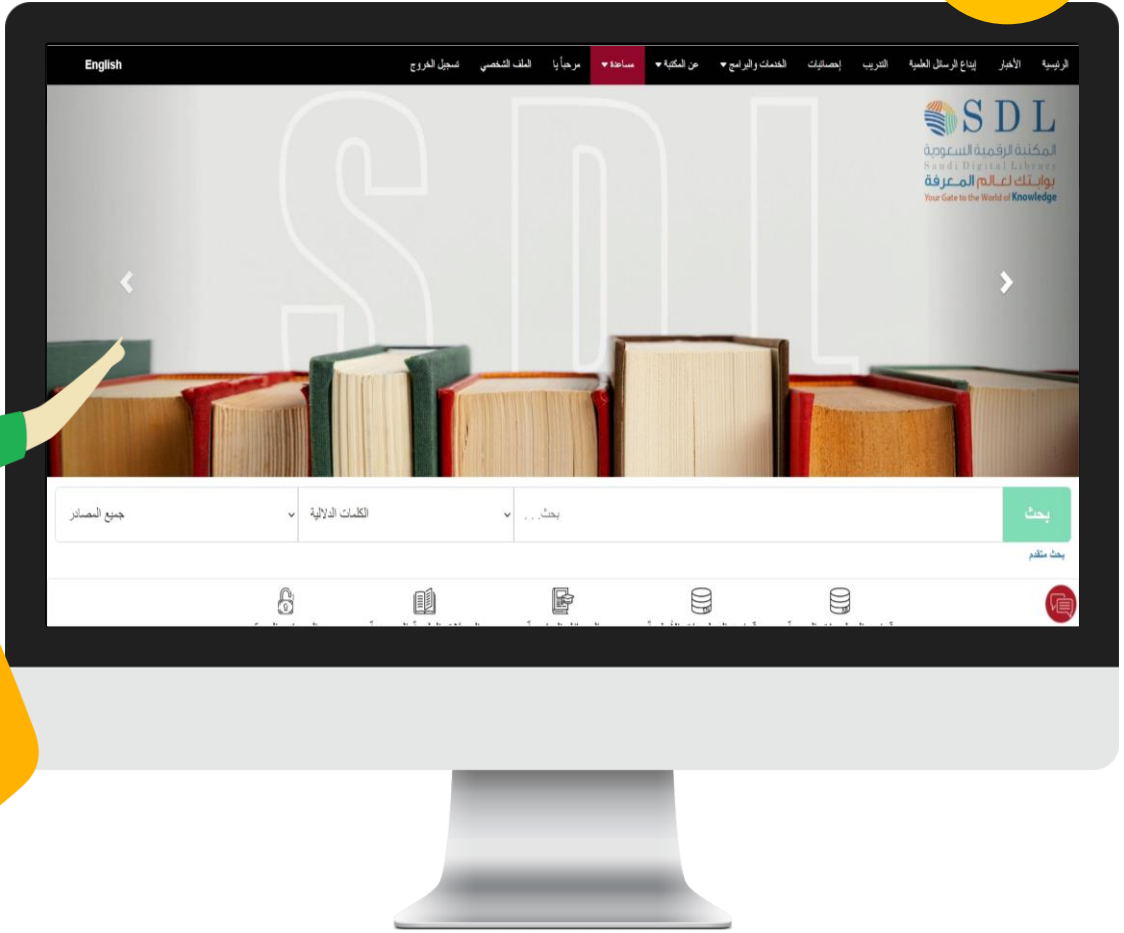 الرئيسية الأخبار إيداع الرسائل العلمية التدريب إحصائيات الخدمات والبرامج عن المكتبة مساعدة مرحباً يا الملف الشخصي تسجيل الخروج English
SDL
المكتبة الرقمية السعودية
Saudi Digital Library
بوابتك لعالم المعرفة
Your Gate to the World of Knowledge
SDL
بحث بحث... الكلمات الدلالية جميع المصادر
بحث متقدم